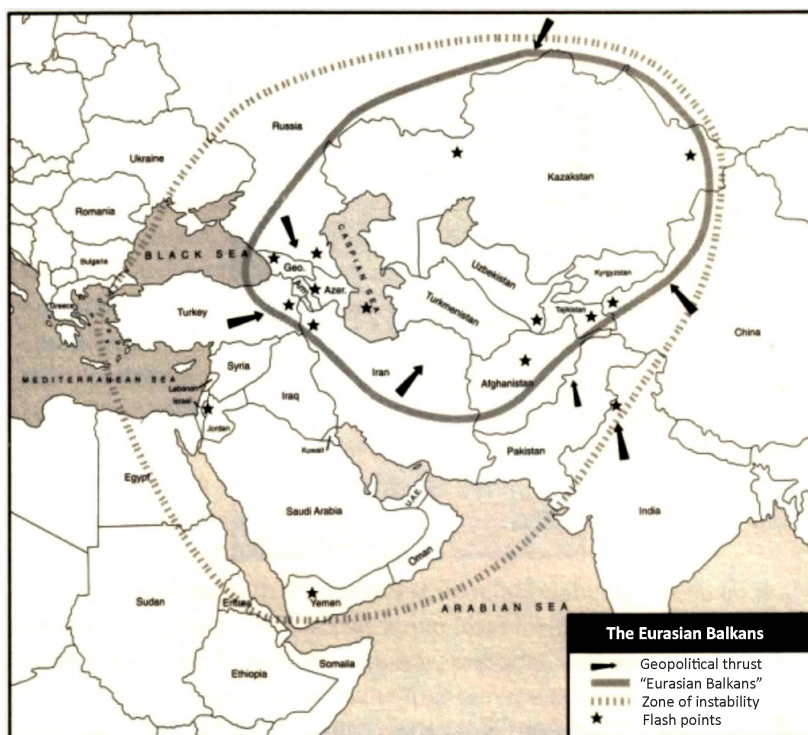 Russia
Ukraine
Kazakstan
Romania
BLACK SEA
Bulgaria
CASPIAN SEA
Geo.
Uzbekistan
Kyrgyzstan
Arm.
Azer.
Greece
Turkey
Turkmenistan
Tajikistan
China
Syria
Iran
MEDITERRANEAN SEA
Lebanon
Afghanistan
Israel
Iraq
Jordan
Kuwait
Pakistan
Egypt
U.A.E.
Saudi Arabia
India
Oman
Sudan
Eritrea
Yemen
ARABIAN SEA
Ethiopia
Somalia
The Eurasian Balkans
Geopolitical thrust
“Eurasian Balkans”
Zone of instability
Flash points